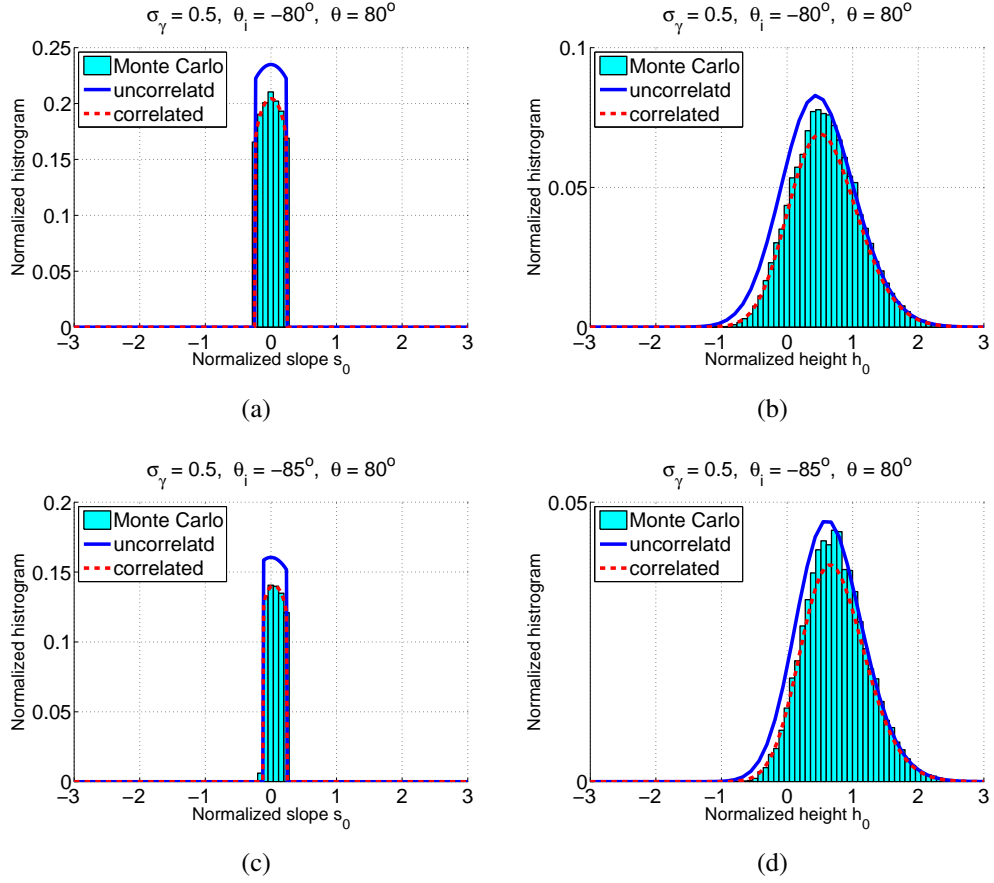 σγ = 0.5, θi = −80o, θ = 80o
0.25
0.2
0.15
0.1
0.05
0
Normalized histrogram
Monte Carlo
uncorrelatd
correlated
−3 −2 −1 0 1 2 3
Normalized slope s0
(a)
σγ = 0.5, θi = −80o, θ = 80o
0.1
0.05
0
Normalized histrogram
Monte Carlo
uncorrelatd
correlated
−3 −2 −1 0 1 2 3
Normalized height h0
(b)
σγ = 0.5, θi = −85o, θ = 80o
0.2
0.15
0.1
0.05
0
Normalized histrogram
Monte Carlo
uncorrelatd
correlated
−3 −2 −1 0 1 2 3
Normalized slope s0
(c)
σγ = 0.5, θi = −85o, θ = 80o
0.05
0
Normalized histrogram
Monte Carlo
uncorrelatd
correlated
−3 −2 −1 0 1 2 3
Normalized height h0
(d)